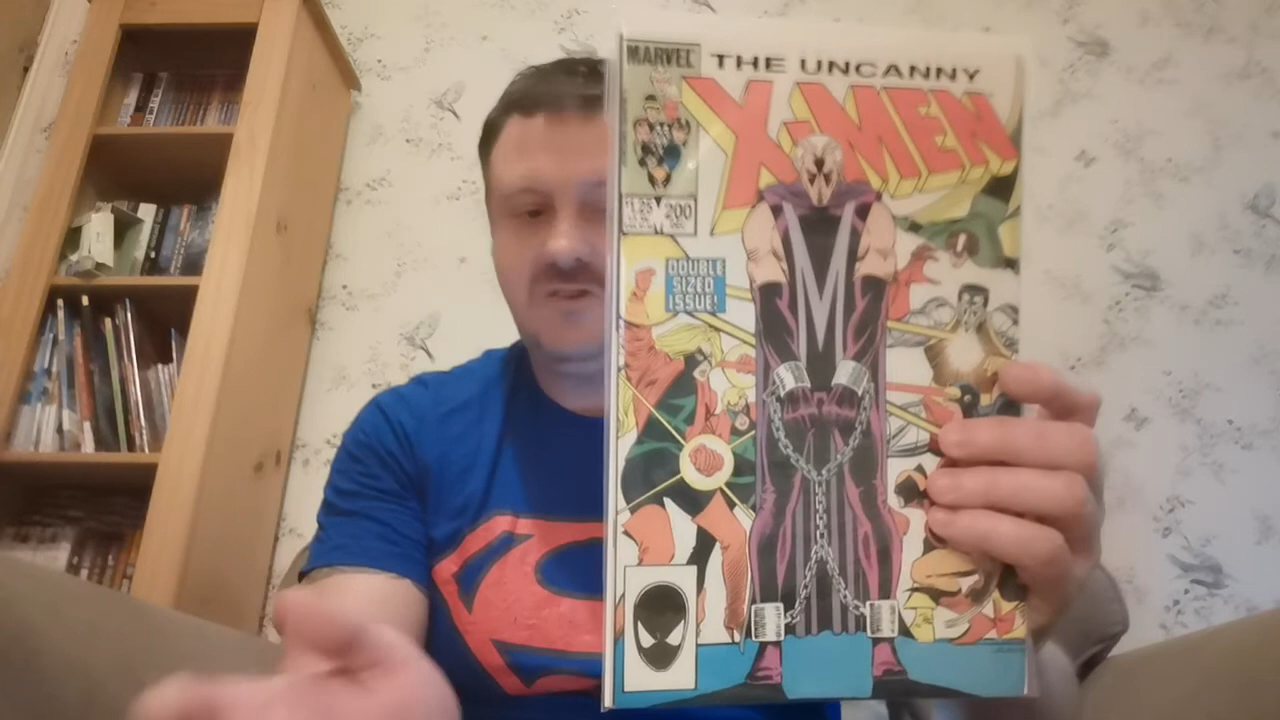 MARVEL
THE UNCANNY
X-MEN
200
DOUBLE
SIZED
ISSUE!
M